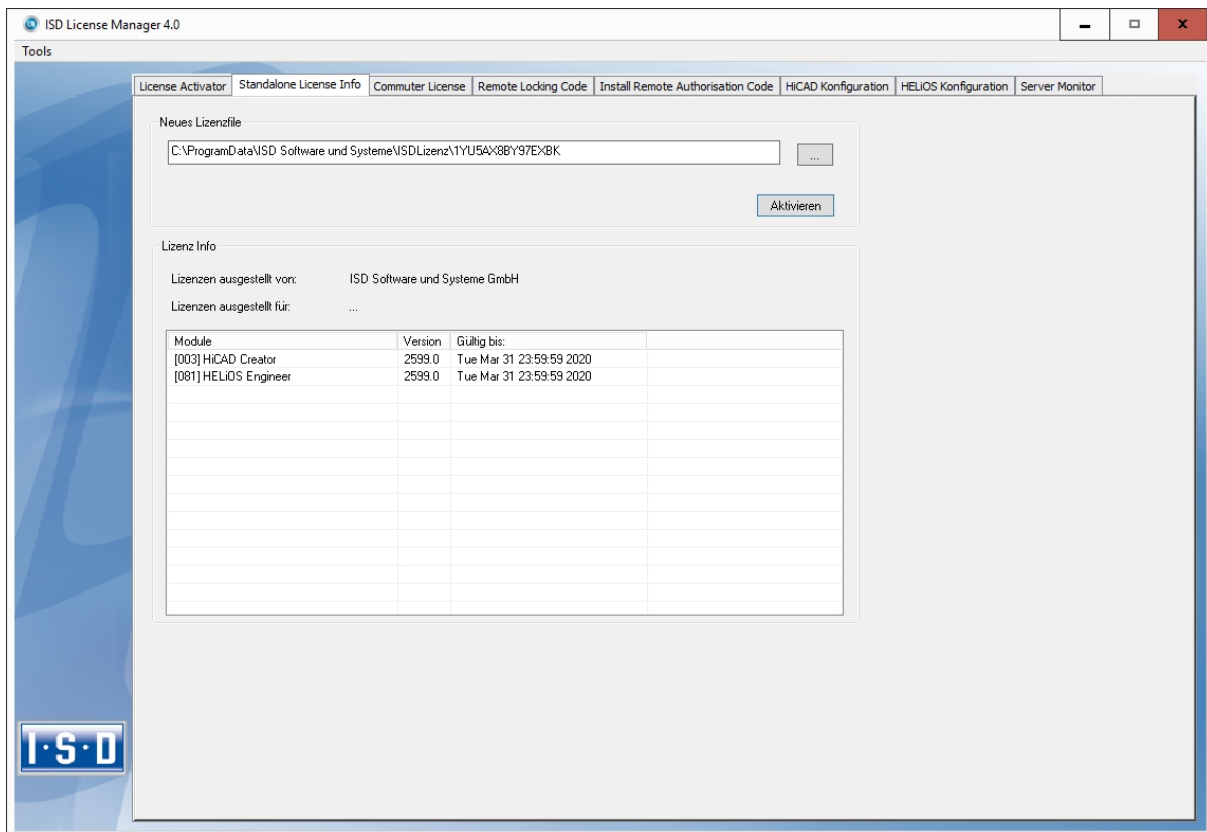 ISD License Manager 4.0
Tools
License Activator Standalone License Info Commuter License Remote Locking Code Install Remote Authorisation Code HiCAD Konfiguration HELiOS Konfiguration Server Monitor
Neues Lizenzfile
C:\ProgramData\ISD Software und Systeme\ISDLizenz\1YU5AX8BY97EXBK
...
Aktivieren
Lizenz Info
Lizenzen ausgestellt von: ISD Software und Systeme GmbH
Lizenzen ausgestellt für: ...
Module Version Gültig bis:
[003] HiCAD Creator 2599.0 Tue Mar 31 23:59:59 2020
[081] HELiOS Engineer 2599.0 Tue Mar 31 23:59:59 2020
I·S·D